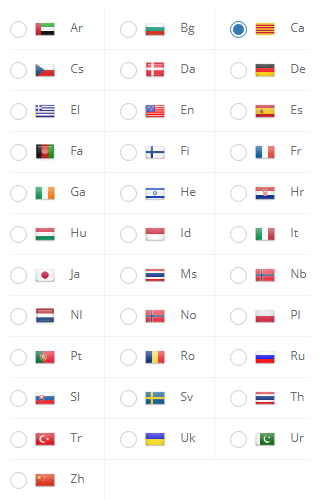 Ar Bg Ca
Cs Da De
El En Es
Fa Fi Fr
Ga He Hr
Hu Id It
Ja Ms Nb
Nl No Pl
Pt Ro Ru
Sl Sv Th
Tr Uk Ur
Zh